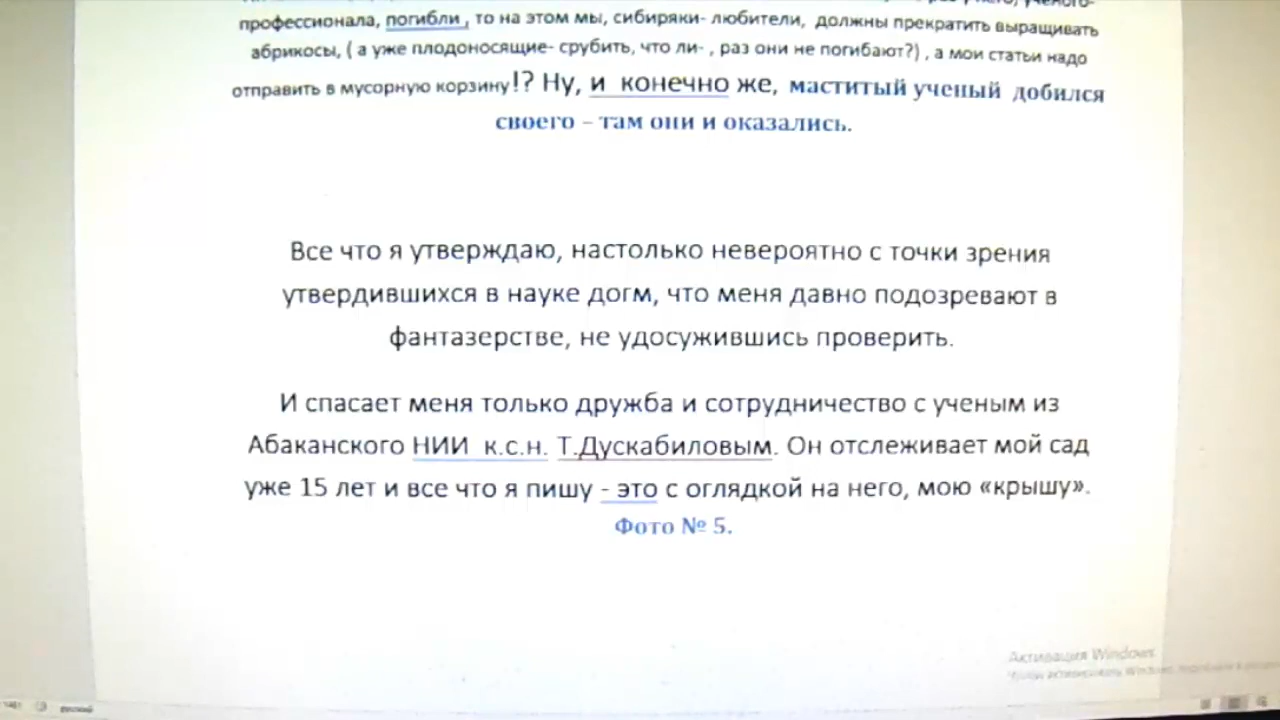 профессионала, погибли , то на этом мы, сибиряки- любители, должны прекратить выращивать
абрикосы, ( а уже плодоносящие- срубить, что ли- , раз они не погибают?) , а мои статьи надо
отправить в мусорную корзину!? Ну, и конечно же, маститый ученый добился
своего – там они и оказались.
Все что я утверждаю, настолько невероятно с точки зрения
утвердившихся в науке догм, что меня давно подозревают в
фантазерстве, не удосужившись проверить.
И спасает меня только дружба и сотрудничество с ученым из
Абаканского НИИ к.с.н. Т.Дускабиловым. Он отслеживает мой сад
уже 15 лет и все что я пишу - это с оглядкой на него, мою «крышу».
Фото № 5.
Активация Windows
русский